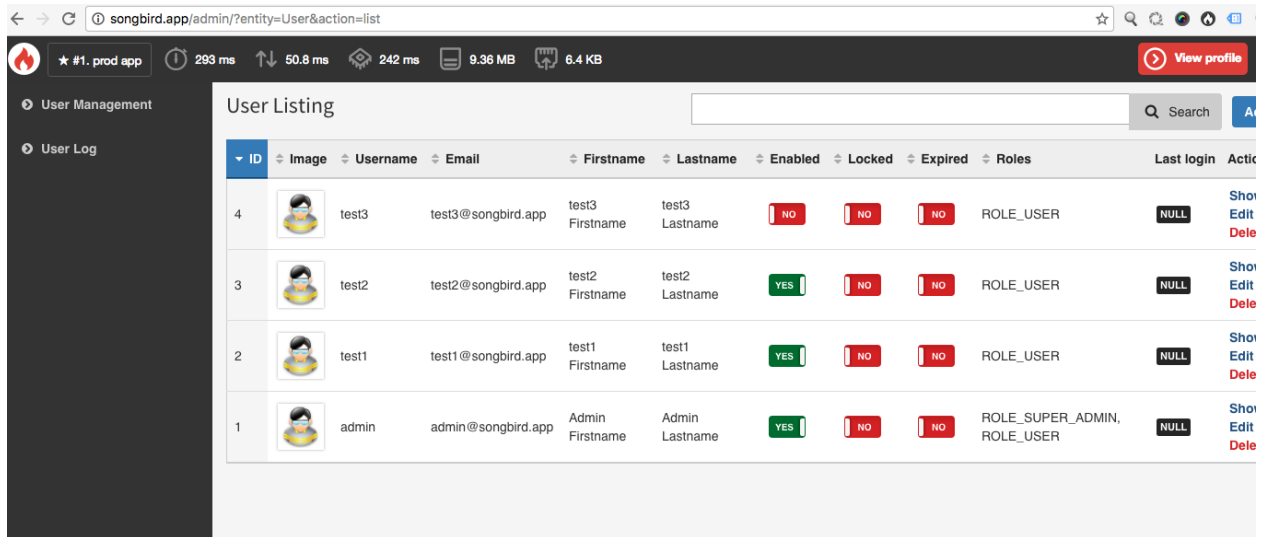 songbird.app/admin/?entity=User&action=list
★ #1. prod app 293 ms 50.8 ms 242 ms 9.36 MB 6.4 KB View profile
User Management
User Log
User Listing
Search
ID Image Username Email Firstname Lastname Enabled Locked Expired Roles Last login
4 test3 test3@songbird.app test3 Firstname test3 Lastname NO NO NO ROLE_USER NULL
Edit
3 test2 test2@songbird.app test2 Firstname test2 Lastname YES NO NO ROLE_USER NULL
Edit
2 test1 test1@songbird.app test1 Firstname test1 Lastname YES NO NO ROLE_USER NULL
Edit
1 admin admin@songbird.app Admin Firstname Admin Lastname YES NO NO ROLE_SUPER_ADMIN, ROLE_USER NULL
Edit